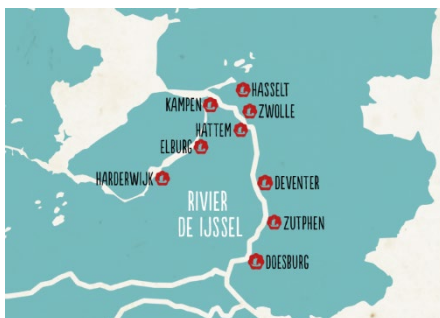 HASSELT
KAMPEN
ZWOLLE
HATTEM
ELBURG
HARDERWIJK
DEVENTER
RIVIER
DE IJSSEL
ZUTPHEN
DOESBURG